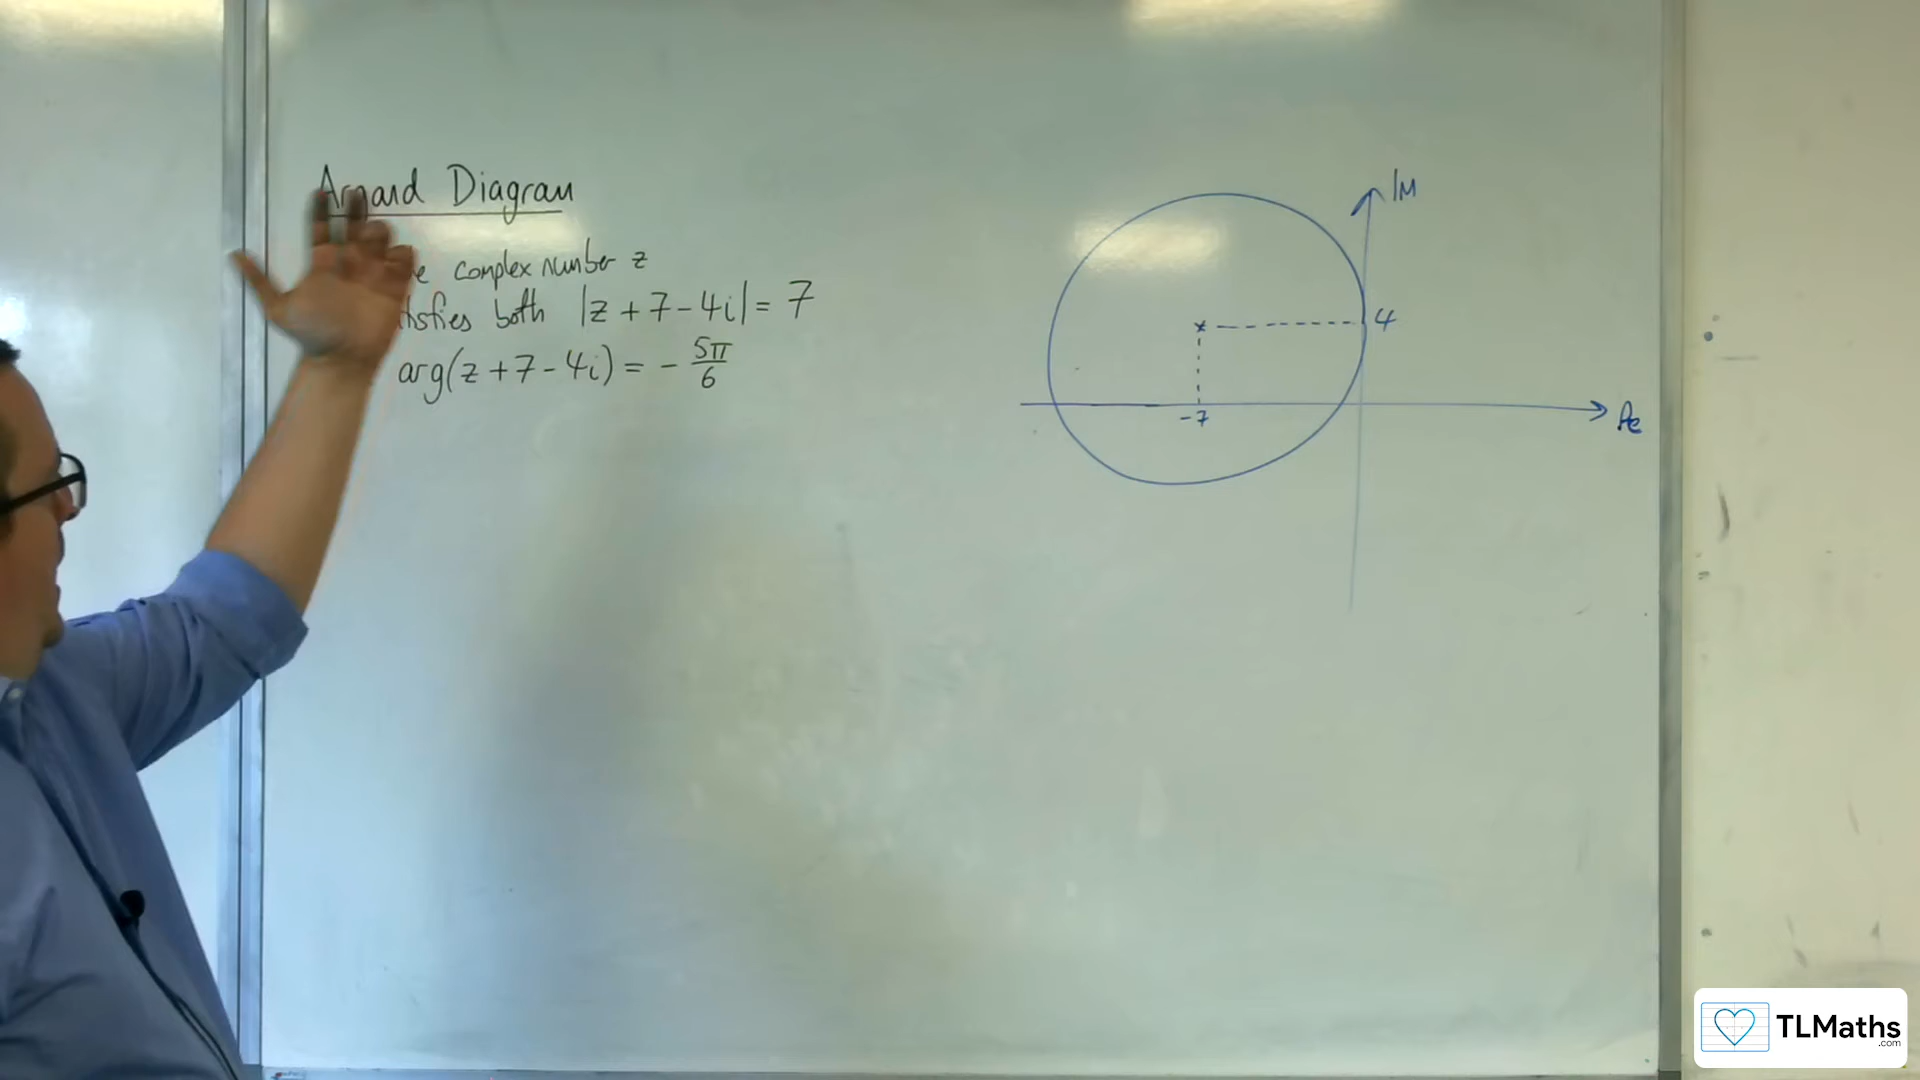 Argand Diagram
complex number z
both |z + 7 - 4i| = 7
arg(z + 7 - 4i) = - 5π/6
Im
4
-7
Re
TLMaths
.com